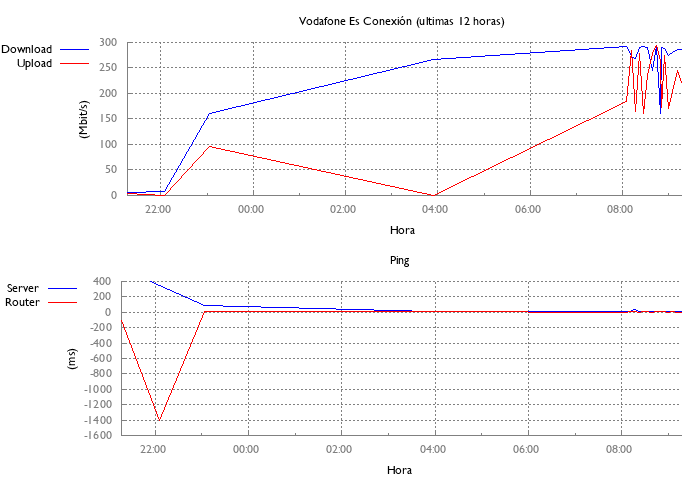 Vodafone Es Conexión (ultimas 12 horas)
Download
Upload
300
250
200
150
100
50
0
(Mbit/s)
22:00 00:00 02:00 04:00 06:00 08:00
Hora
Ping
Server
Router
400
200
0
-200
-400
-600
-800
-1000
-1200
-1400
-1600
(ms)
22:00 00:00 02:00 04:00 06:00 08:00
Hora